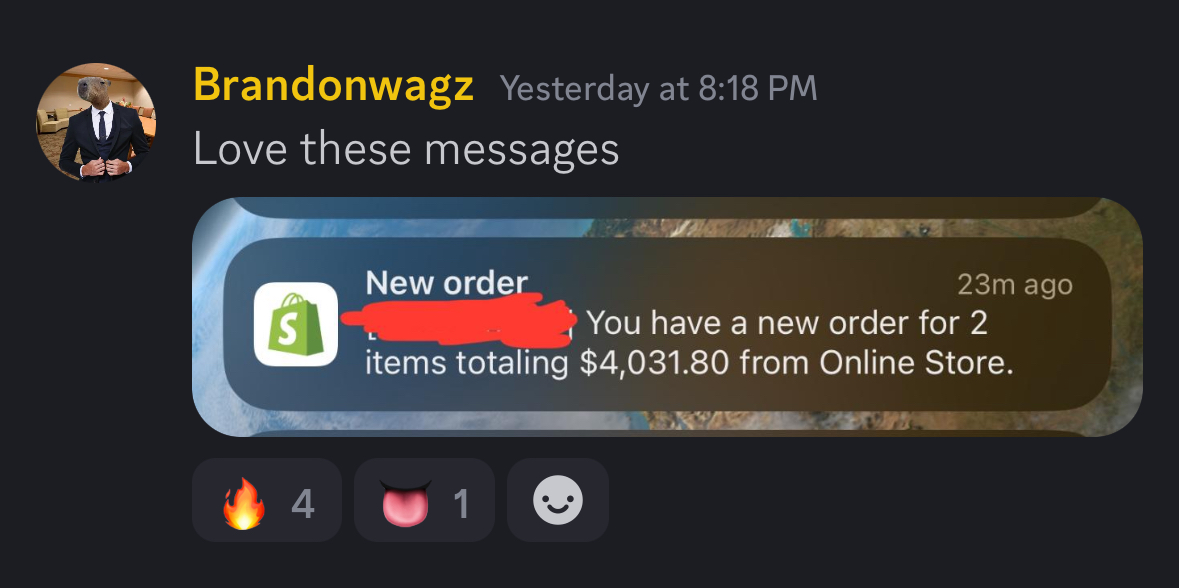 Brandonwagz Yesterday at 8:18 PM
Love these messages
New order 23m ago
You have a new order for 2
items totaling $4,031.80 from Online Store.
4 1